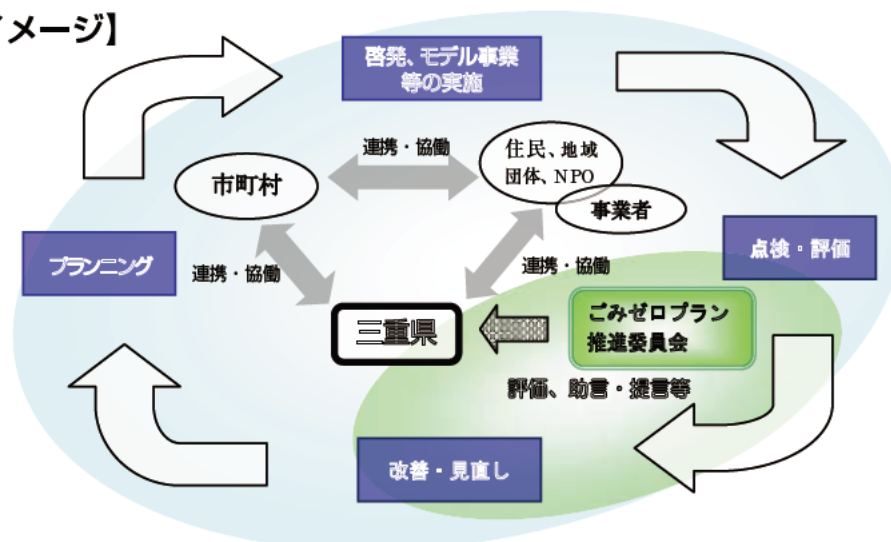 イメージ】
啓発、モデル事業
等の実施
連携・協働
住民、地域
団体、NPO
市町村
事業者
点検・評価
プランニング
連携・協働
連携・協働
三重県
ごみゼロプラン
推進委員会
評価、助言・提言等
改善・見直し